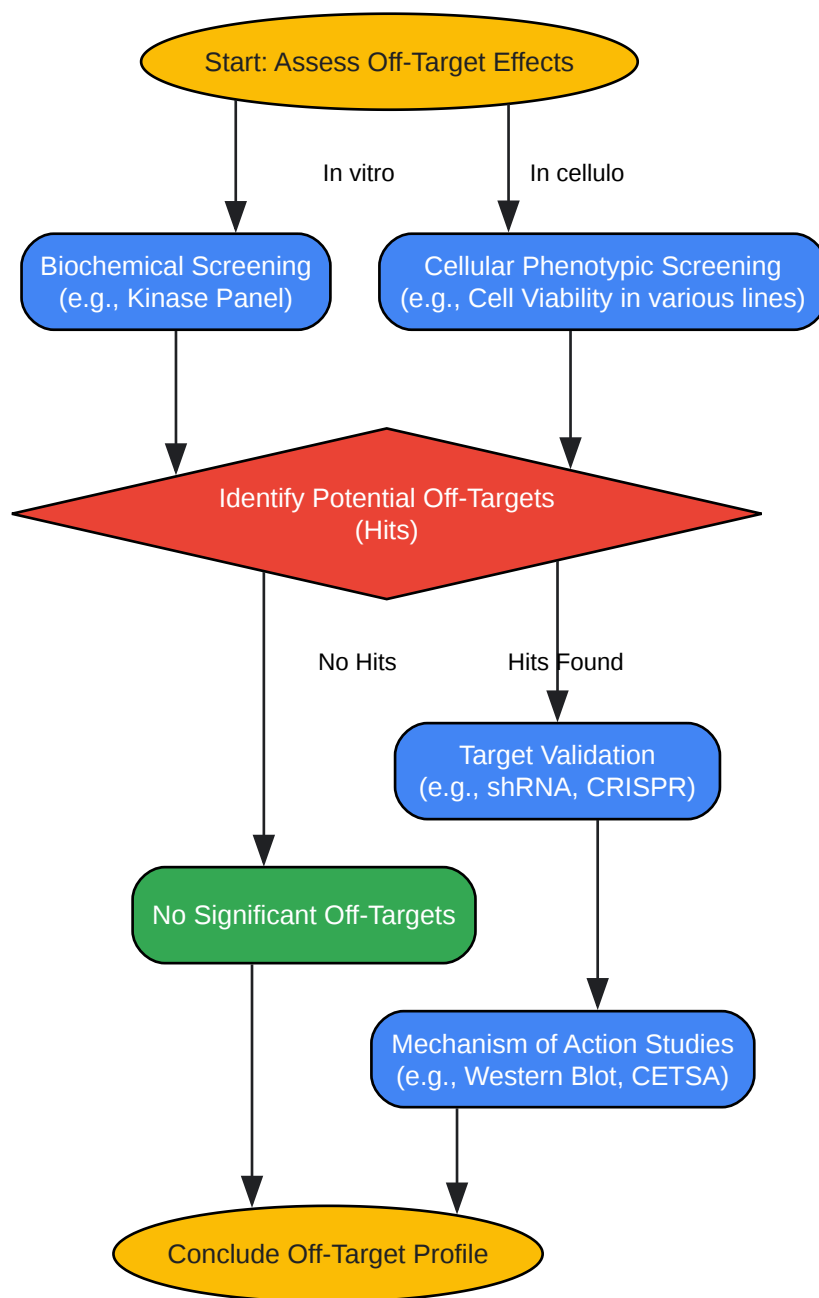 Start: Assess Off-Target Effects
In vitro
In cellulo
Biochemical Screening
(e.g., Kinase Panel)
Cellular Phenotypic Screening
(e.g., Cell Viability in various lines)
Identify Potential Off-Targets
(Hits)
No Hits
Hits Found
Target Validation
(e.g., shRNA, CRISPR)
No Significant Off-Targets
Mechanism of Action Studies
(e.g., Western Blot, CETSA)
Conclude Off-Target Profile